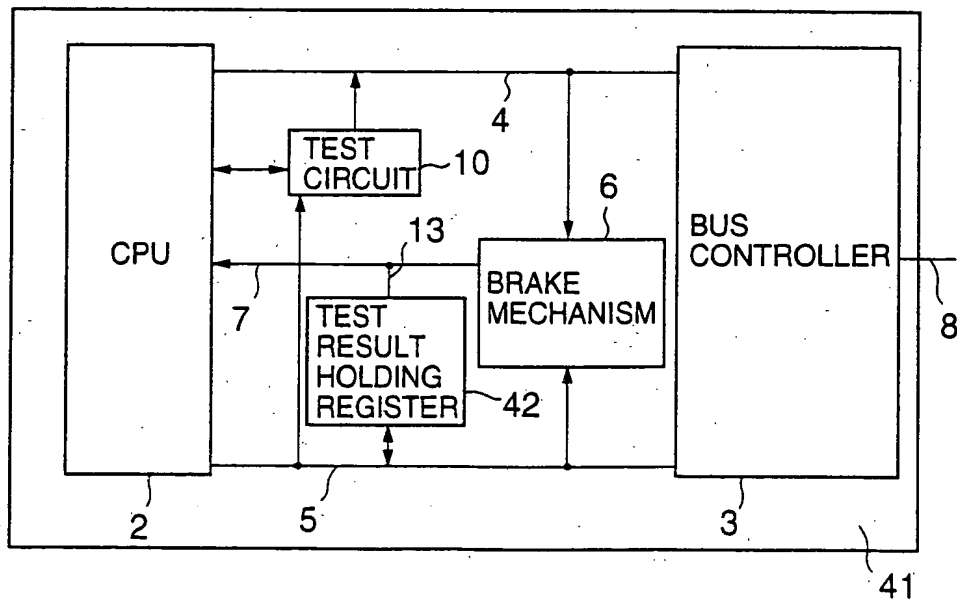 4
TEST
CIRCUIT
10
6
BUS
CONTROLLER
CPU
13
7
BRAKE
MECHANISM
8
TEST
RESULT
HOLDING
REGISTER
42
2
5
3
41